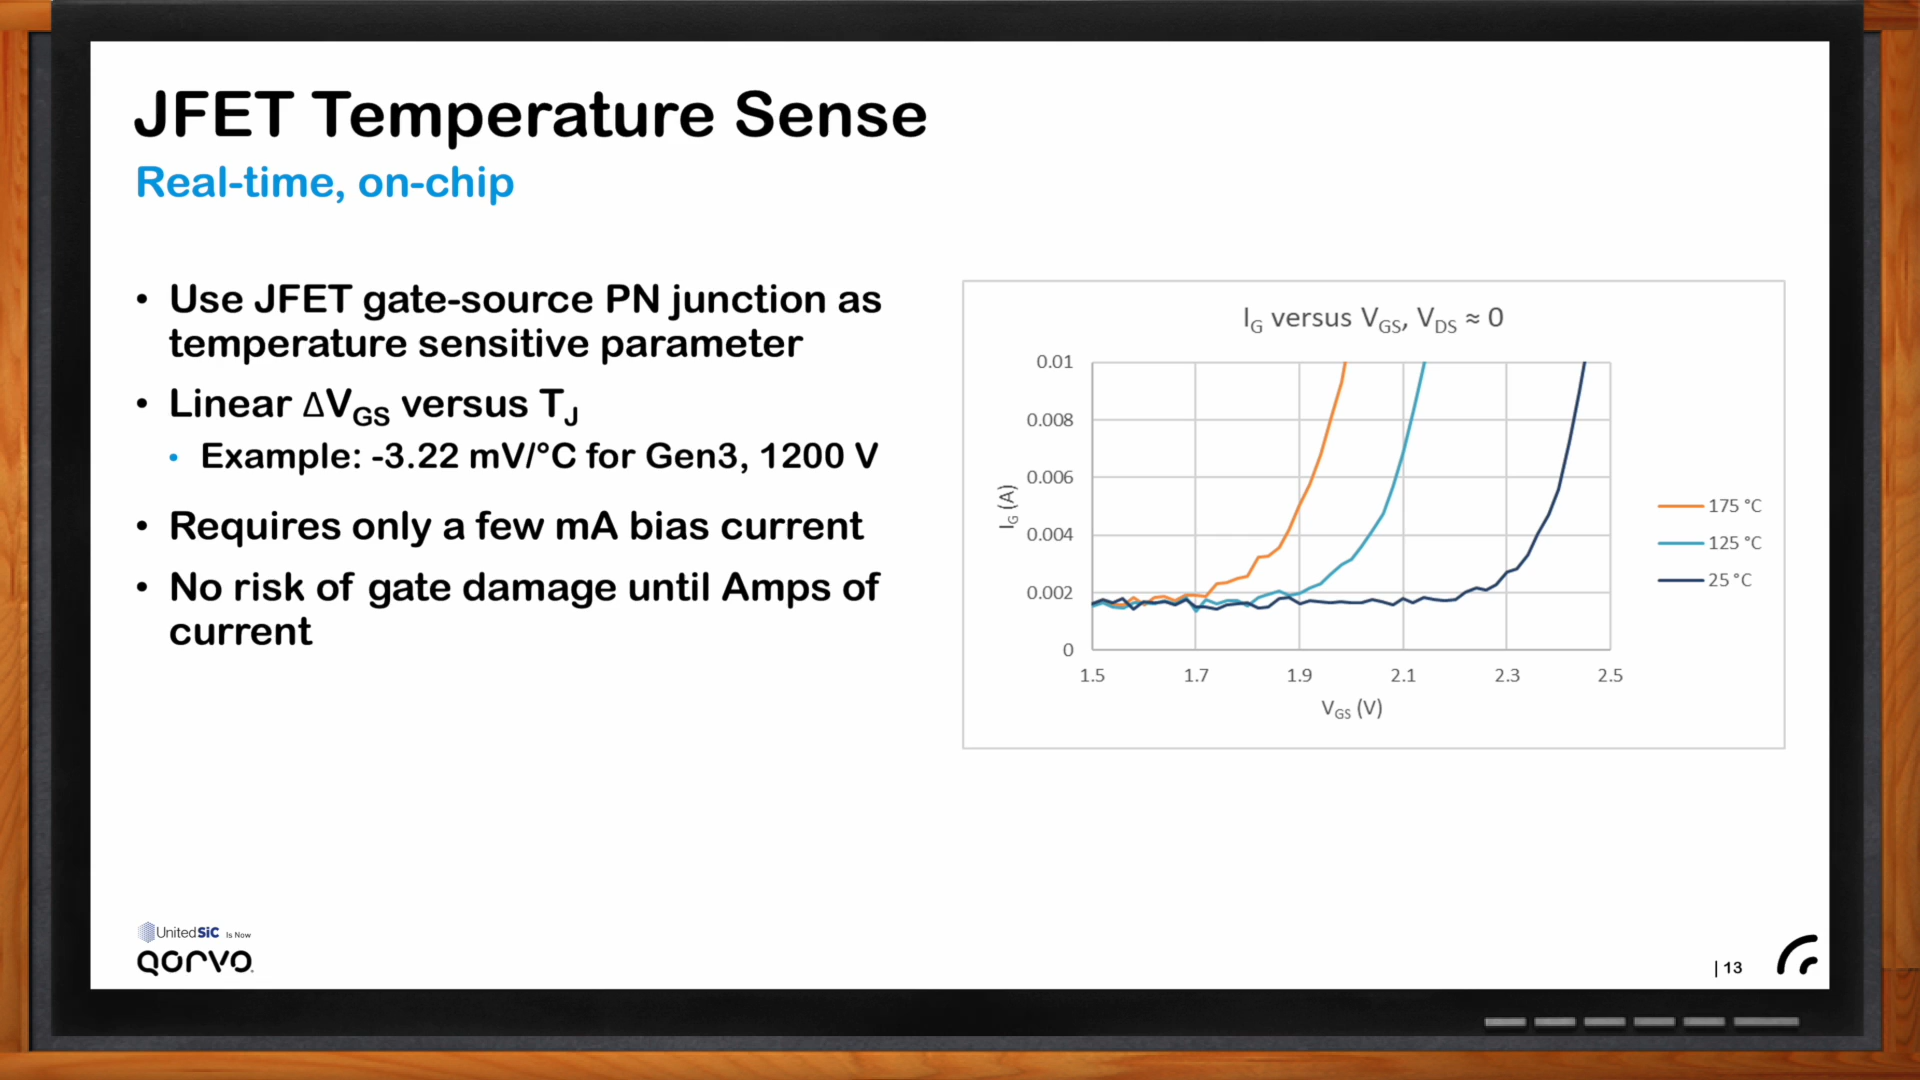 JFET Temperature Sense
Real-time, on-chip
• Use JFET gate-source PN junction as
temperature sensitive parameter
• Linear ΔVGS versus TJ
• Example: -3.22 mV/°C for Gen3, 1200 V
• Requires only a few mA bias current
• No risk of gate damage until Amps of
current
IG versus VGS, VDS ≈ 0
0.01
0.008
0.006
0.004
0.002
0
IG (A)
1.5 1.7 1.9 2.1 2.3 2.5
VGS (V)
175 °C
125 °C
25 °C
UnitedSiC Is Now
QORVO
| 13